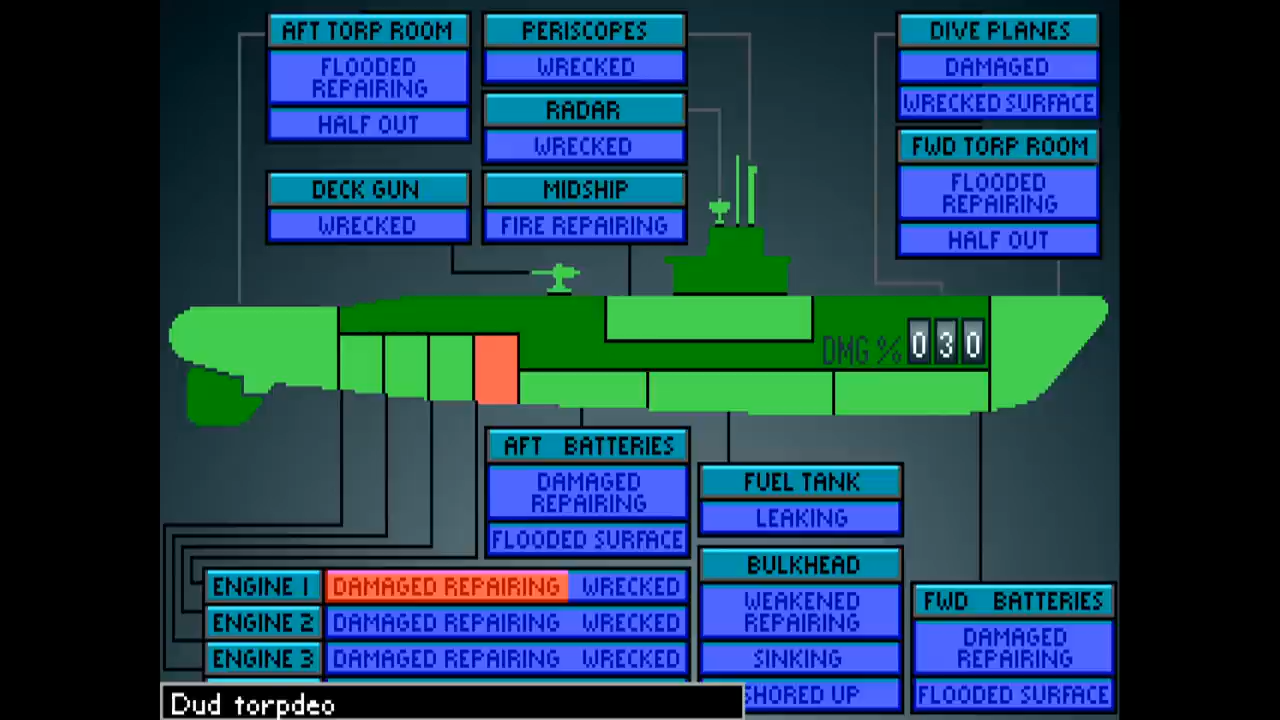 AFT TORP ROOM
FLOODED
REPAIRING
HALF OUT
DECK GUN
WRECKED
PERISCOPES
WRECKED
RADAR
WRECKED
MIDSHIP
FIRE REPAIRING
DIVE PLANES
DAMAGED
WRECKED SURFACE
FWD TORP ROOM
FLOODED
REPAIRING
HALF OUT
DMG % 030
AFT BATTERIES
DAMAGED
REPAIRING
FLOODED SURFACE
FUEL TANK
LEAKING
BULKHEAD
WEAKENED
REPAIRING
SINKING
SHORED UP
FWD BATTERIES
DAMAGED
REPAIRING
FLOODED SURFACE
ENGINE 1 DAMAGED REPAIRING WRECKED
ENGINE 2 DAMAGED REPAIRING WRECKED
ENGINE 3 DAMAGED REPAIRING WRECKED
Dud torpdeo